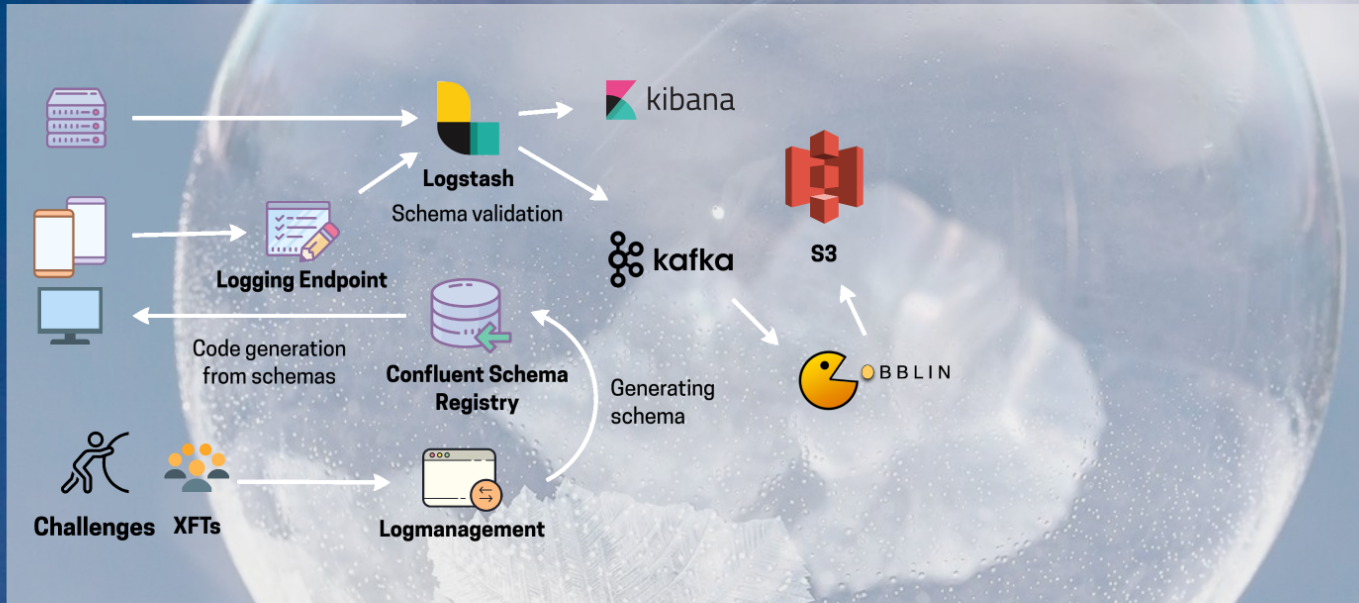 kibana
Logstash
Schema validation
S3
kafka
Logging Endpoint
Code generation
from schemas
Confluent Schema
Registry
Generating
schema
BBLIN
Challenges
XFTs
Logmanagement